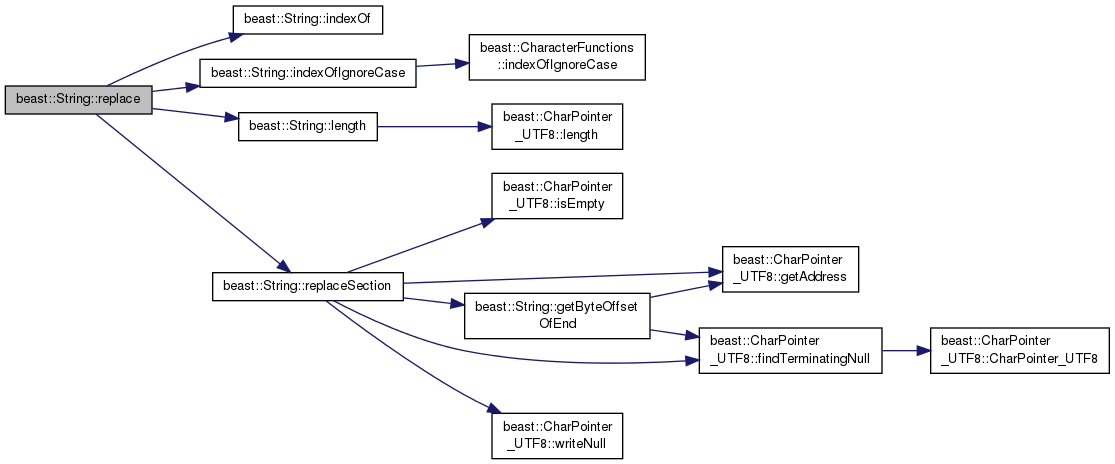 beast::String::indexOf
beast::CharacterFunctions
::indexOfIgnoreCase
beast::String::indexOfIgnoreCase
beast::String::replace
beast::CharPointer
_UTF8::length
beast::String::length
beast::CharPointer
_UTF8::isEmpty
beast::CharPointer
_UTF8::getAddress
beast::String::replaceSection
beast::String::getByteOffset
OfEnd
beast::CharPointer
_UTF8::findTerminatingNull
beast::CharPointer
_UTF8::CharPointer_UTF8
beast::CharPointer
_UTF8::writeNull